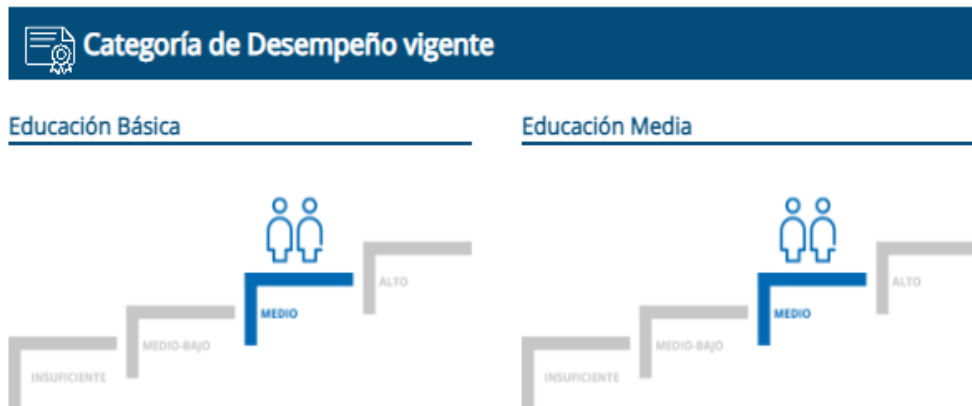 Categoría de Desempeño vigente
Educación Básica
ALTO
MEDIO
MEDIO-BAJO
INSUFICIENTE
Educación Media
ALTO
MEDIO
MEDIO-BAJO
INSUFICIENTE